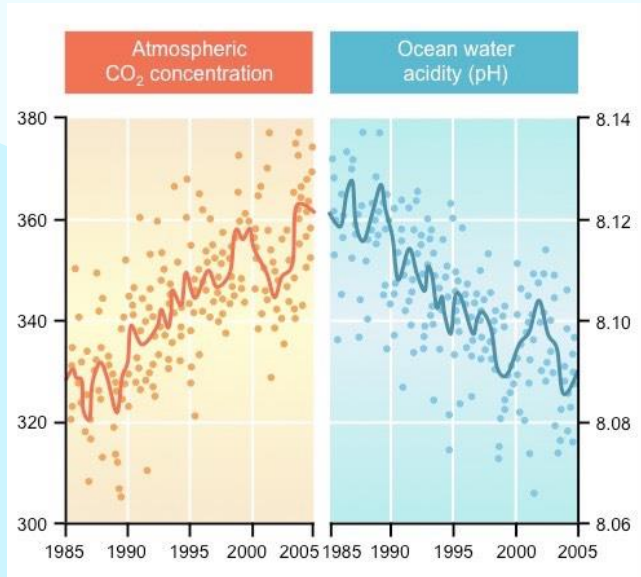 Atmospheric
CO₂ concentration
Ocean water
acidity (pH)
380
360
340
320
300
8.14
8.12
8.10
8.08
8.06
1985 1990 1995 2000 2005
1985 1990 1995 2000 2005